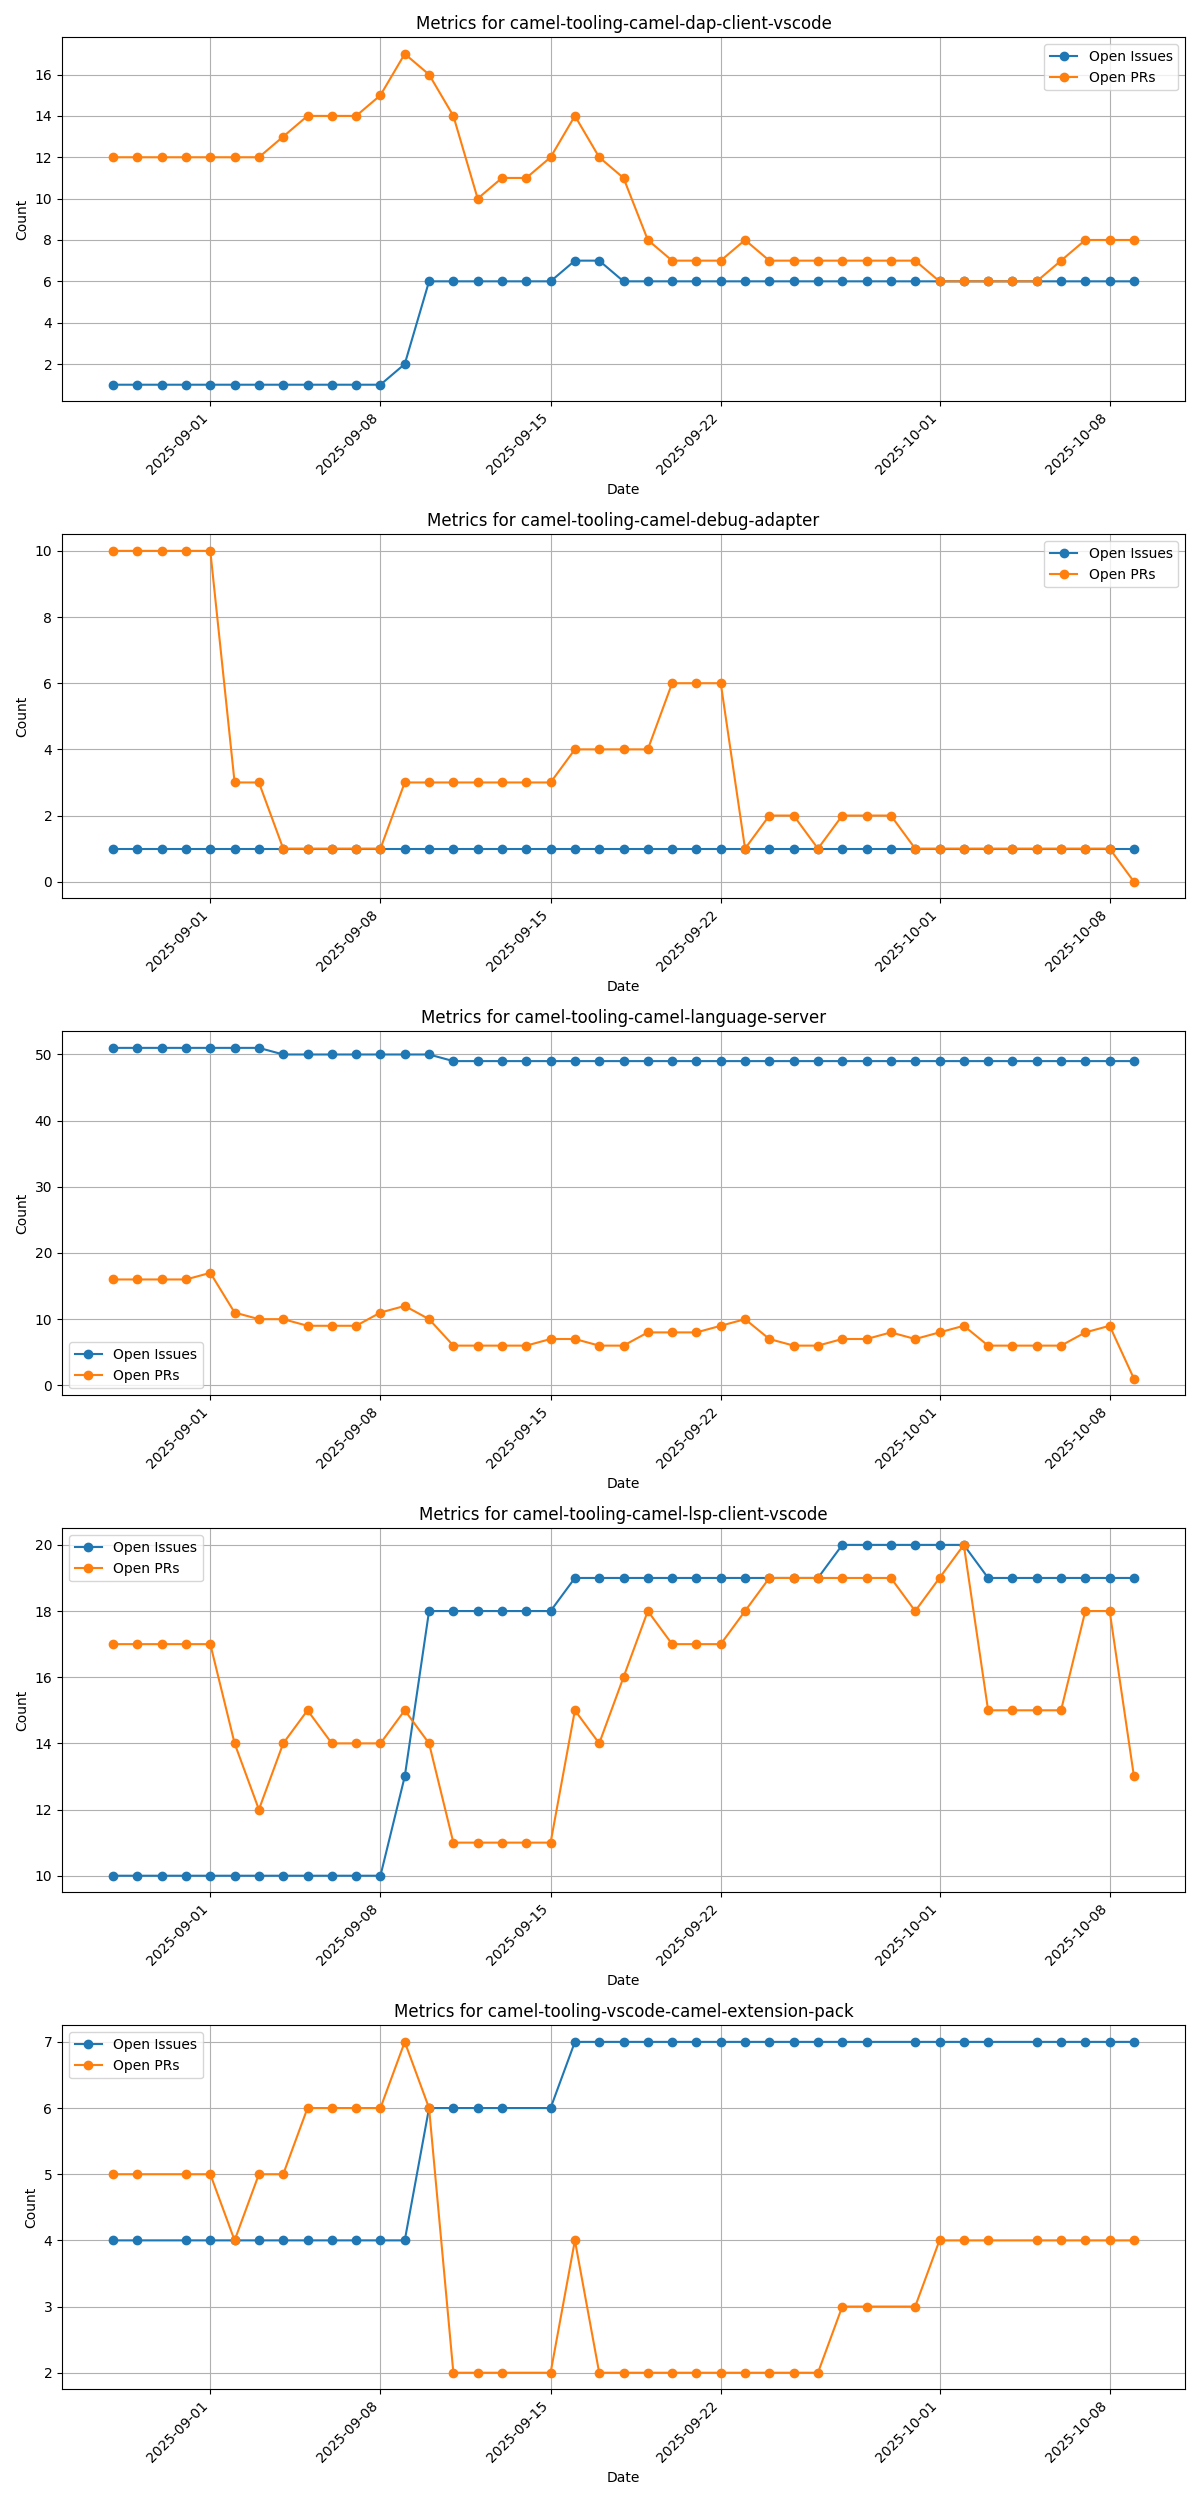 Metrics for camel-tooling-camel-dap-client-vscode
Open Issues
Open PRs
16
14
12
10
8
6
4
2
Count
2025-09-01
2025-09-08
2025-09-15
2025-09-22
2025-10-01
2025-10-08
Date
Metrics for camel-tooling-camel-debug-adapter
Open Issues
Open PRs
10
8
6
4
2
0
Count
2025-09-01
2025-09-08
2025-09-15
2025-09-22
2025-10-01
2025-10-08
Date
Metrics for camel-tooling-camel-language-server
50
40
30
20
10
0
Count
Open Issues
Open PRs
2025-09-01
2025-09-08
2025-09-15
2025-09-22
2025-10-01
2025-10-08
Date
Metrics for camel-tooling-camel-lsp-client-vscode
Open Issues
Open PRs
20
18
16
14
12
10
Count
2025-09-01
2025-09-08
2025-09-15
2025-09-22
2025-10-01
2025-10-08
Date
Metrics for camel-tooling-vscode-camel-extension-pack
Open Issues
Open PRs
7
6
5
4
3
2
Count
2025-09-01
2025-09-08
2025-09-15
2025-09-22
2025-10-01
2025-10-08
Date